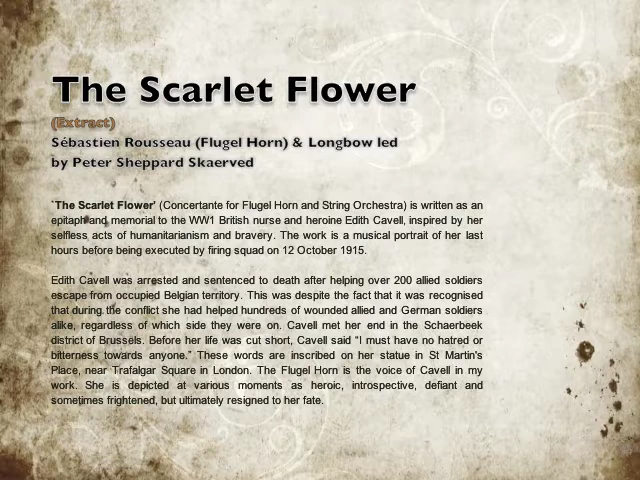 The Scarlet Flower
(Extract)
Sébastien Rousseau (Flugel Horn) & Longbow led
by Peter Sheppard Skaerved
`The Scarlet Flower' (Concertante for Flugel Horn and String Orchestra) is written as an
epitaph and memorial to the WW1 British nurse and heroine Edith Cavell, inspired by her
selfless acts of humanitarianism and bravery. The work is a musical portrait of her last
hours before being executed by firing squad on 12 October 1915.
Edith Cavell was arrested and sentenced to death after helping over 200 allied soldiers
escape from occupied Belgian territory. This was despite the fact that it was recognised
that during the conflict she had helped hundreds of wounded allied and German soldiers
alike, regardless of which side they were on. Cavell met her end in the Schaerbeek
district of Brussels. Before her life was cut short, Cavell said "I must have no hatred or
bitterness towards anyone." These words are inscribed on her statue in St Martin's
Place, near Trafalgar Square in London. The Flugel Horn is the voice of Cavell in my
work. She is depicted at various moments as heroic, introspective, defiant and
sometimes frightened, but ultimately resigned to her fate.